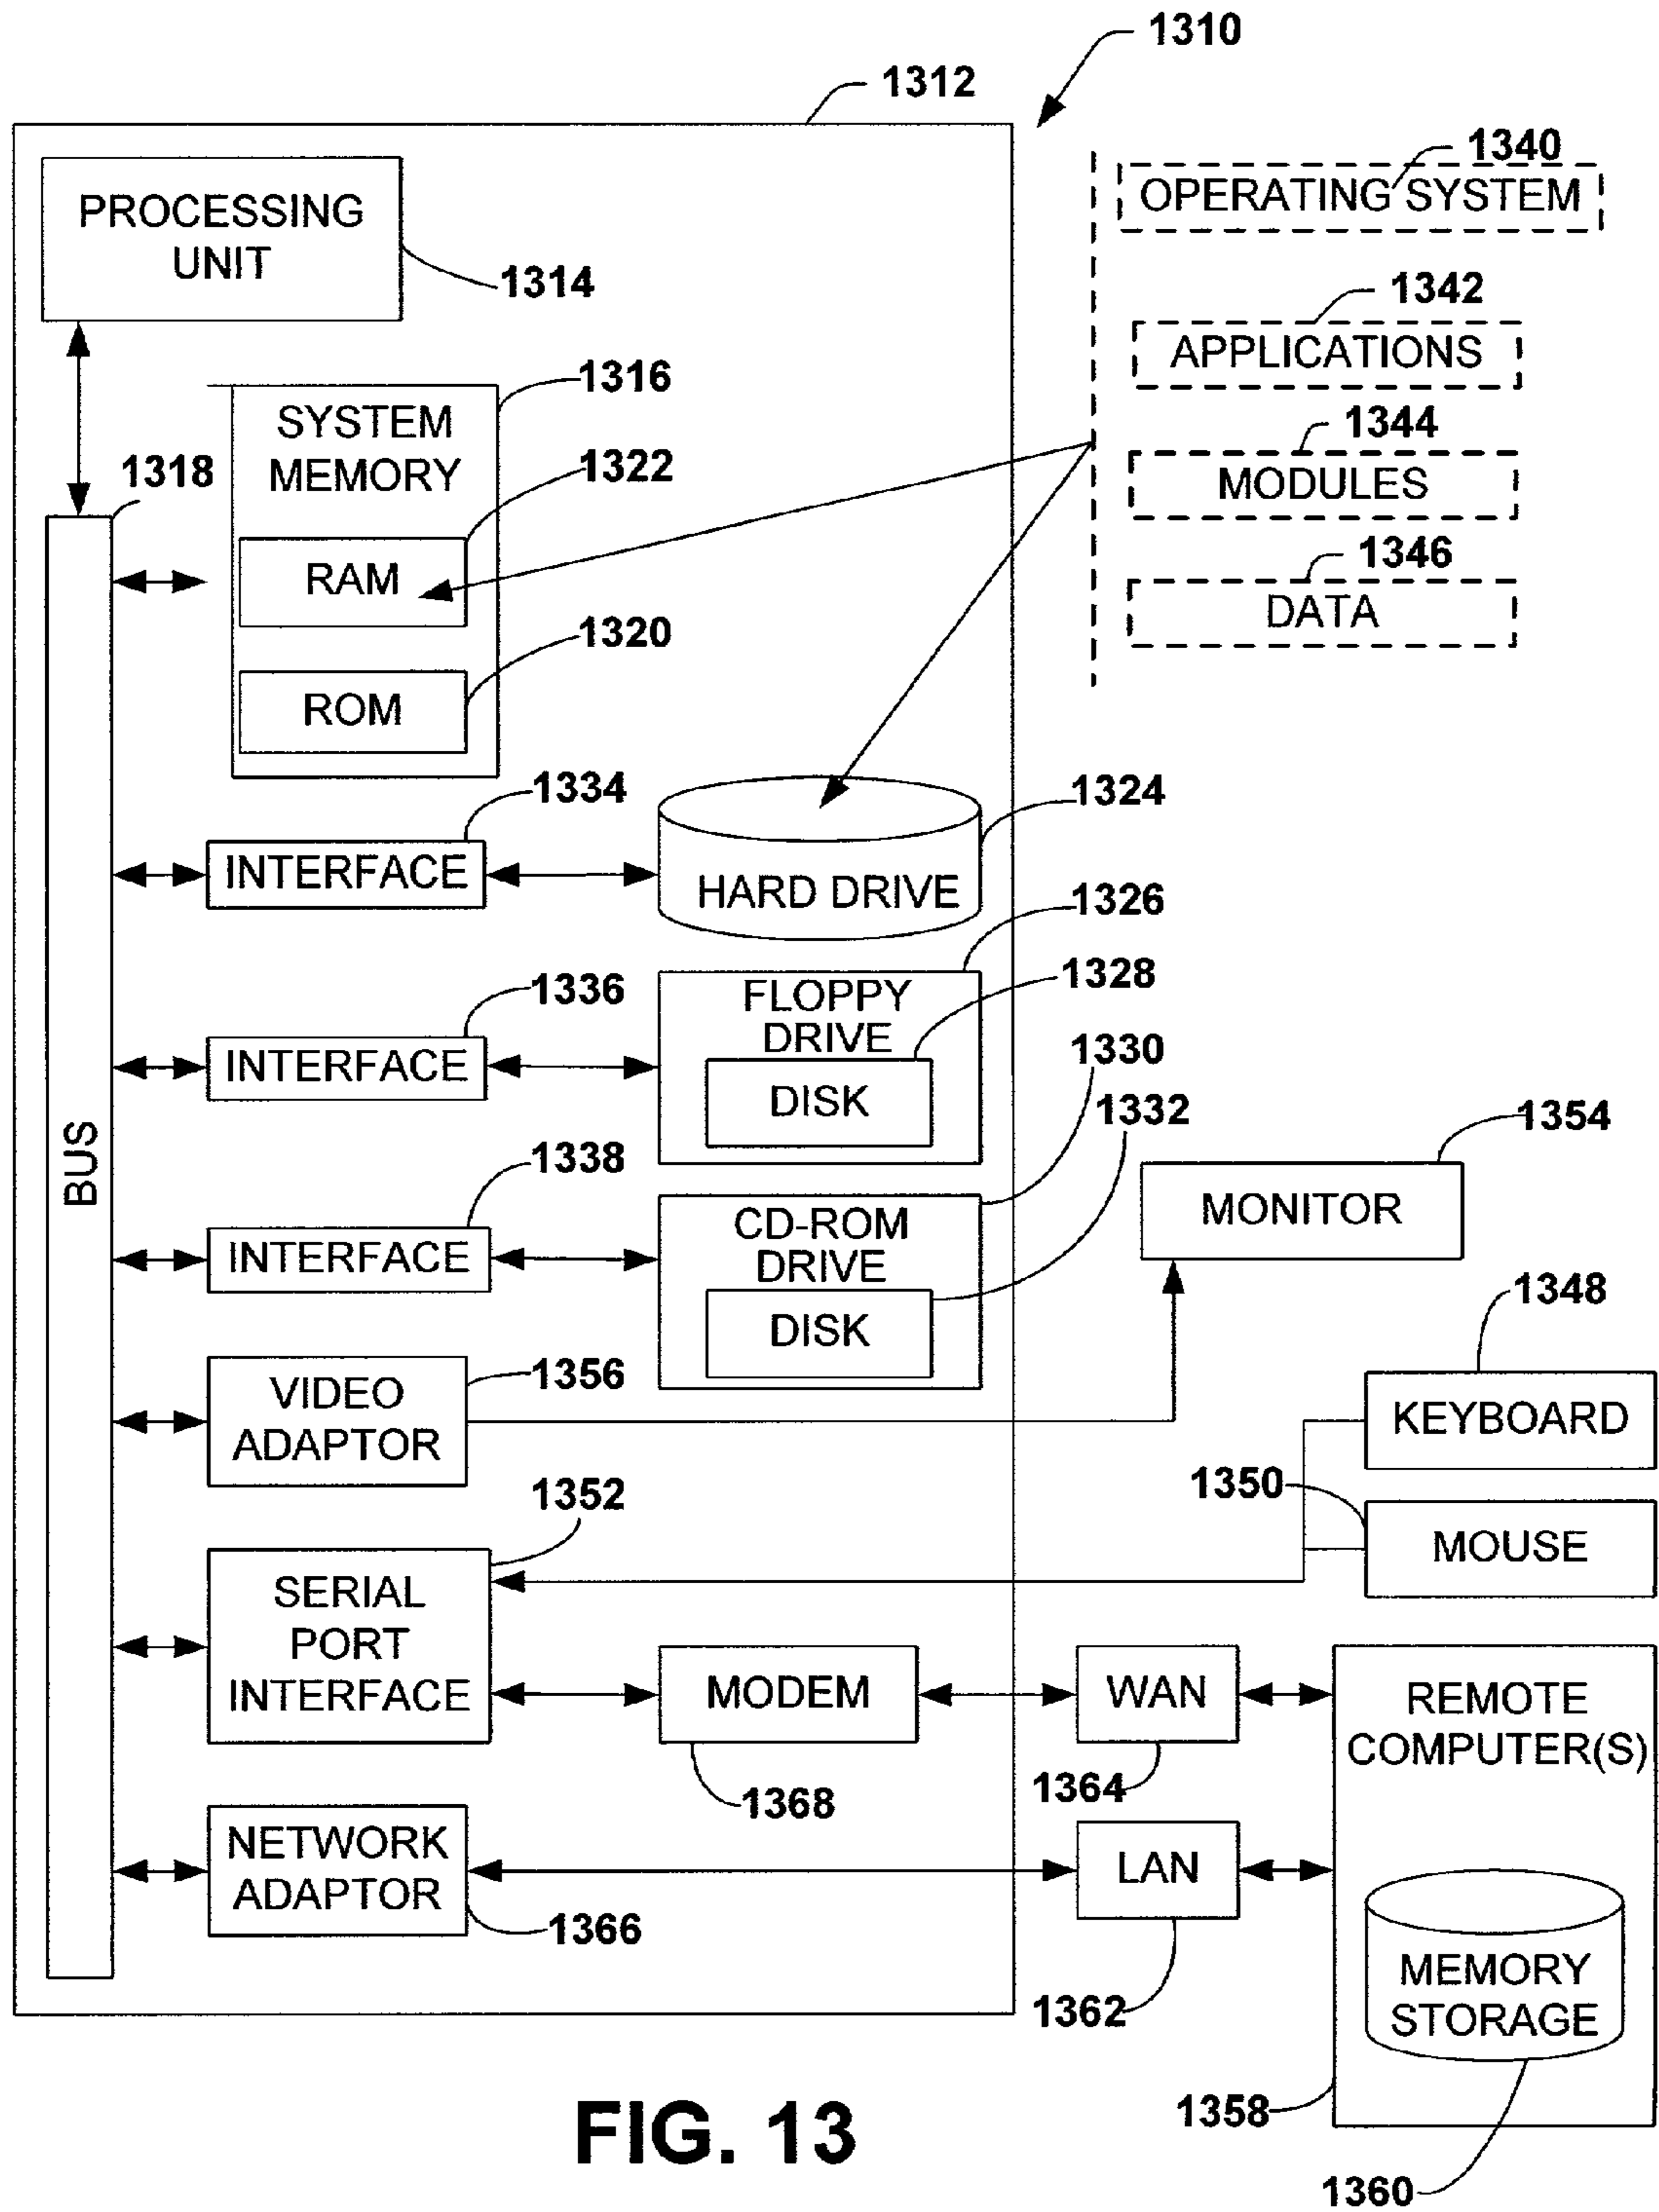 1310
1312
1340
OPERATING SYSTEM
PROCESSING
UNIT
1314
1342
APPLICATIONS
1316
SYSTEM
MEMORY
1344
MODULES
1318
1322
RAM
1346
DATA
1320
ROM
1334
INTERFACE
1324
HARD DRIVE
1326
1336
INTERFACE
FLOPPY
DRIVE
1328
DISK
1330
1332
BUS
1338
INTERFACE
CD-ROM
DRIVE
DISK
1354
MONITOR
1348
KEYBOARD
1356
VIDEO
ADAPTOR
1350
MOUSE
1352
SERIAL
PORT
INTERFACE
MODEM
1368
WAN
1364
REMOTE
COMPUTER(S)
NETWORK
ADAPTOR
1366
LAN
1362
MEMORY
STORAGE
1358
1360
FIG. 13